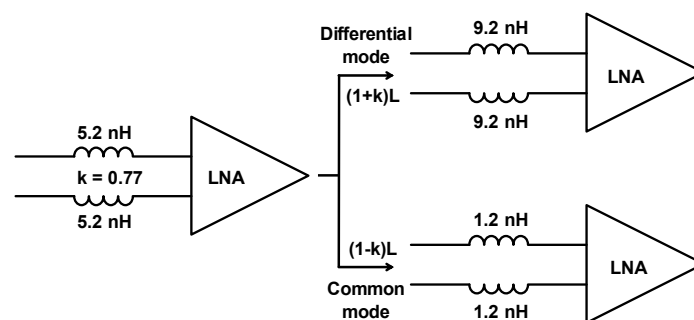 5.2 nH
k = 0.77
5.2 nH
LNA
Differential
mode
(1+k)L
9.2 nH
9.2 nH
LNA
(1-k)L
Common
mode
1.2 nH
1.2 nH
LNA